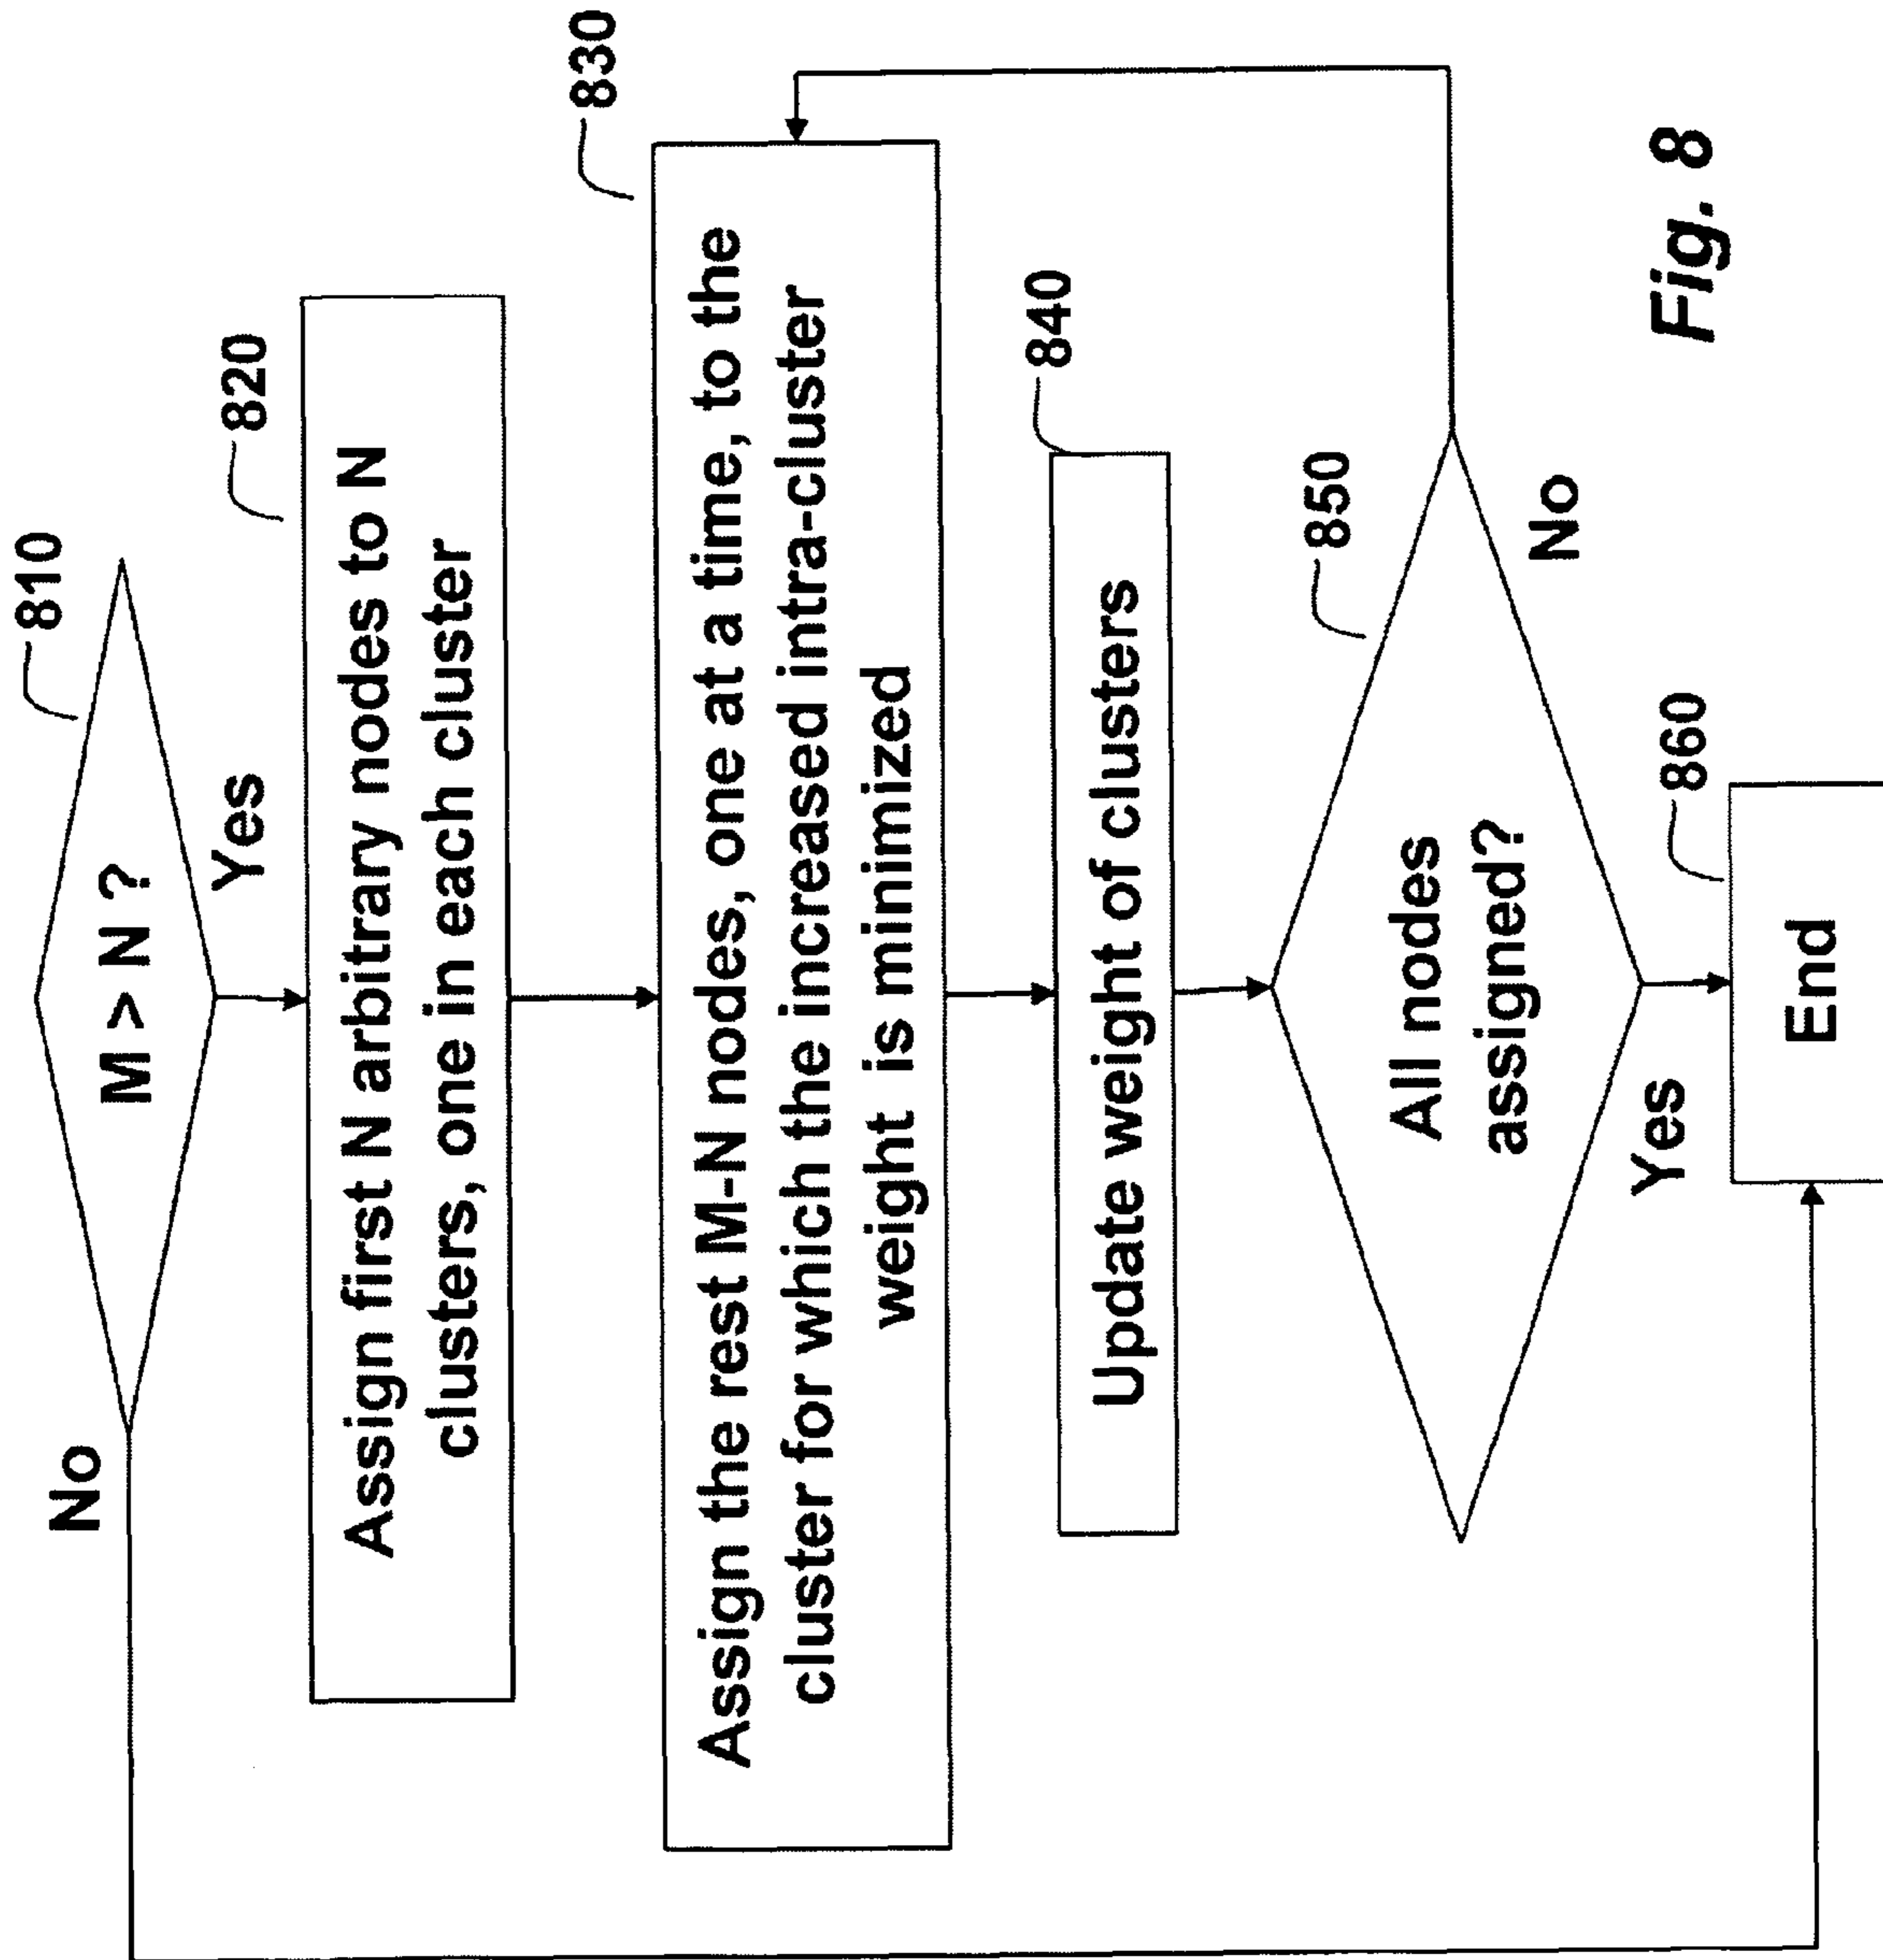 810
M > N ?
No
Yes
820
Assign first N arbitrary nodes to N
clusters, one in each cluster
830
Assign the rest M-N nodes, one at a time, to the
cluster for which the increased intra-cluster
weight is minimized
840
Update weight of clusters
850
All nodes
assigned?
No
Yes
860
End
Fig. 8